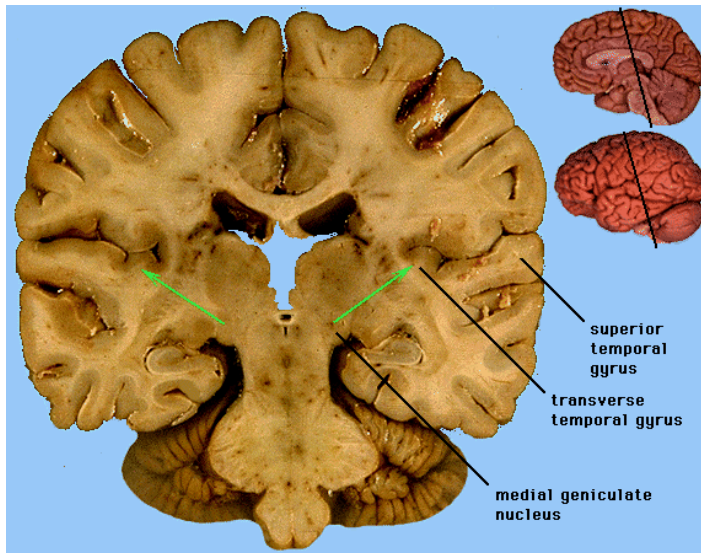 superior
temporal
gyrus
transverse
temporal gyrus
medial geniculate
nucleus